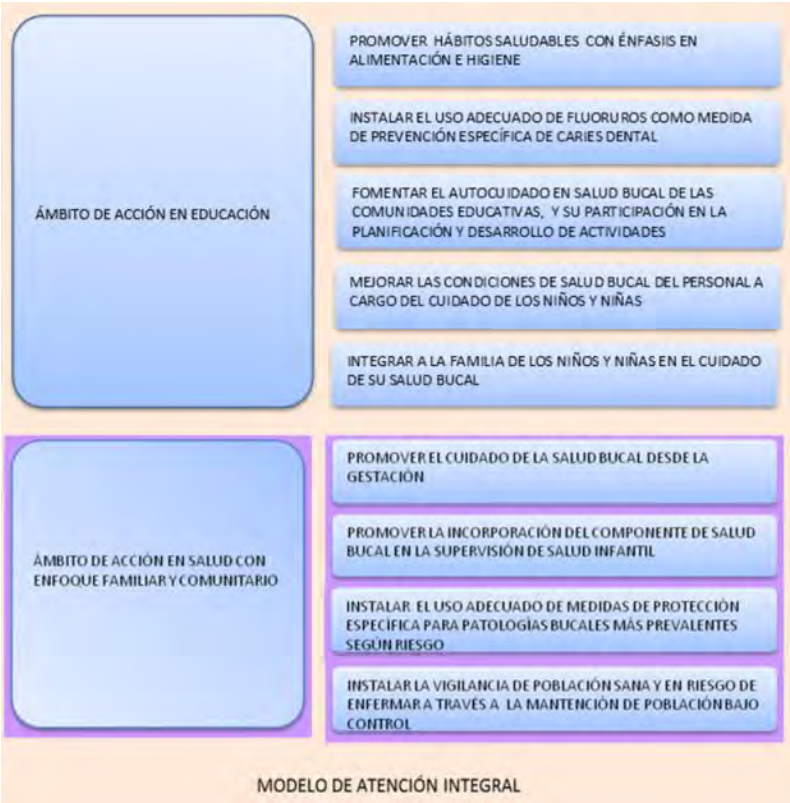 ÁMBITO DE ACCIÓN EN EDUCACIÓN
PROMOVER HÁBITOS SALUDABLES CON ÉNFASIIS EN
ALIMENTACIÓN E HIGIENE
INSTALAR EL USO ADECUADO DE FLUORUROS COMO MEDIDA
DE PREVENCIÓN ESPECÍFICA DE CARIES DENTAL
FOMENTAR EL AUTOCUIDADO EN SALUD BUCAL DE LAS
COMUNIDADES EDUCATIVAS, Y SU PARTICIPACIÓN EN LA
PLANIFICACIÓN Y DESARROLLO DE ACTIVIDADES
MEJORAR LAS CONDICIONES DE SALUD BUCAL DEL PERSONAL A
CARGO DEL CUIDADO DE LOS NIÑOS Y NIÑAS
INTEGRAR A LA FAMILIA DE LOS NIÑOS Y NIÑAS EN EL CUIDADO
DE SU SALUD BUCAL
ÁMBITO DE ACCIÓN EN SALUD CON
ENFOQUE FAMILIAR Y COMUNITARIO
PROMOVER EL CUIDADO DE LA SALUD BUCAL DESDE LA
GESTACIÓN
PROMOVER LA INCORPORACIÓN DEL COMPONENTE DE SALUD
BUCAL EN LA SUPERVISIÓN DE SALUD INFANTIL
INSTALAR EL USO ADECUADO DE MEDIDAS DE PROTECCIÓN
ESPECÍFICA PARA PATOLOGÌAS BUCALES MÁS PREVALENTES
SEGÚN RIESGO
INSTALAR LA VIGILANCIA DE POBLACIÓN SANA Y EN RIESGO DE
ENFERMAR A TRAVÉS A LA MANTENCIÓN DE POBLACIÓN BAJO
CONTROL
MODELO DE ATENCIÓN INTEGRAL